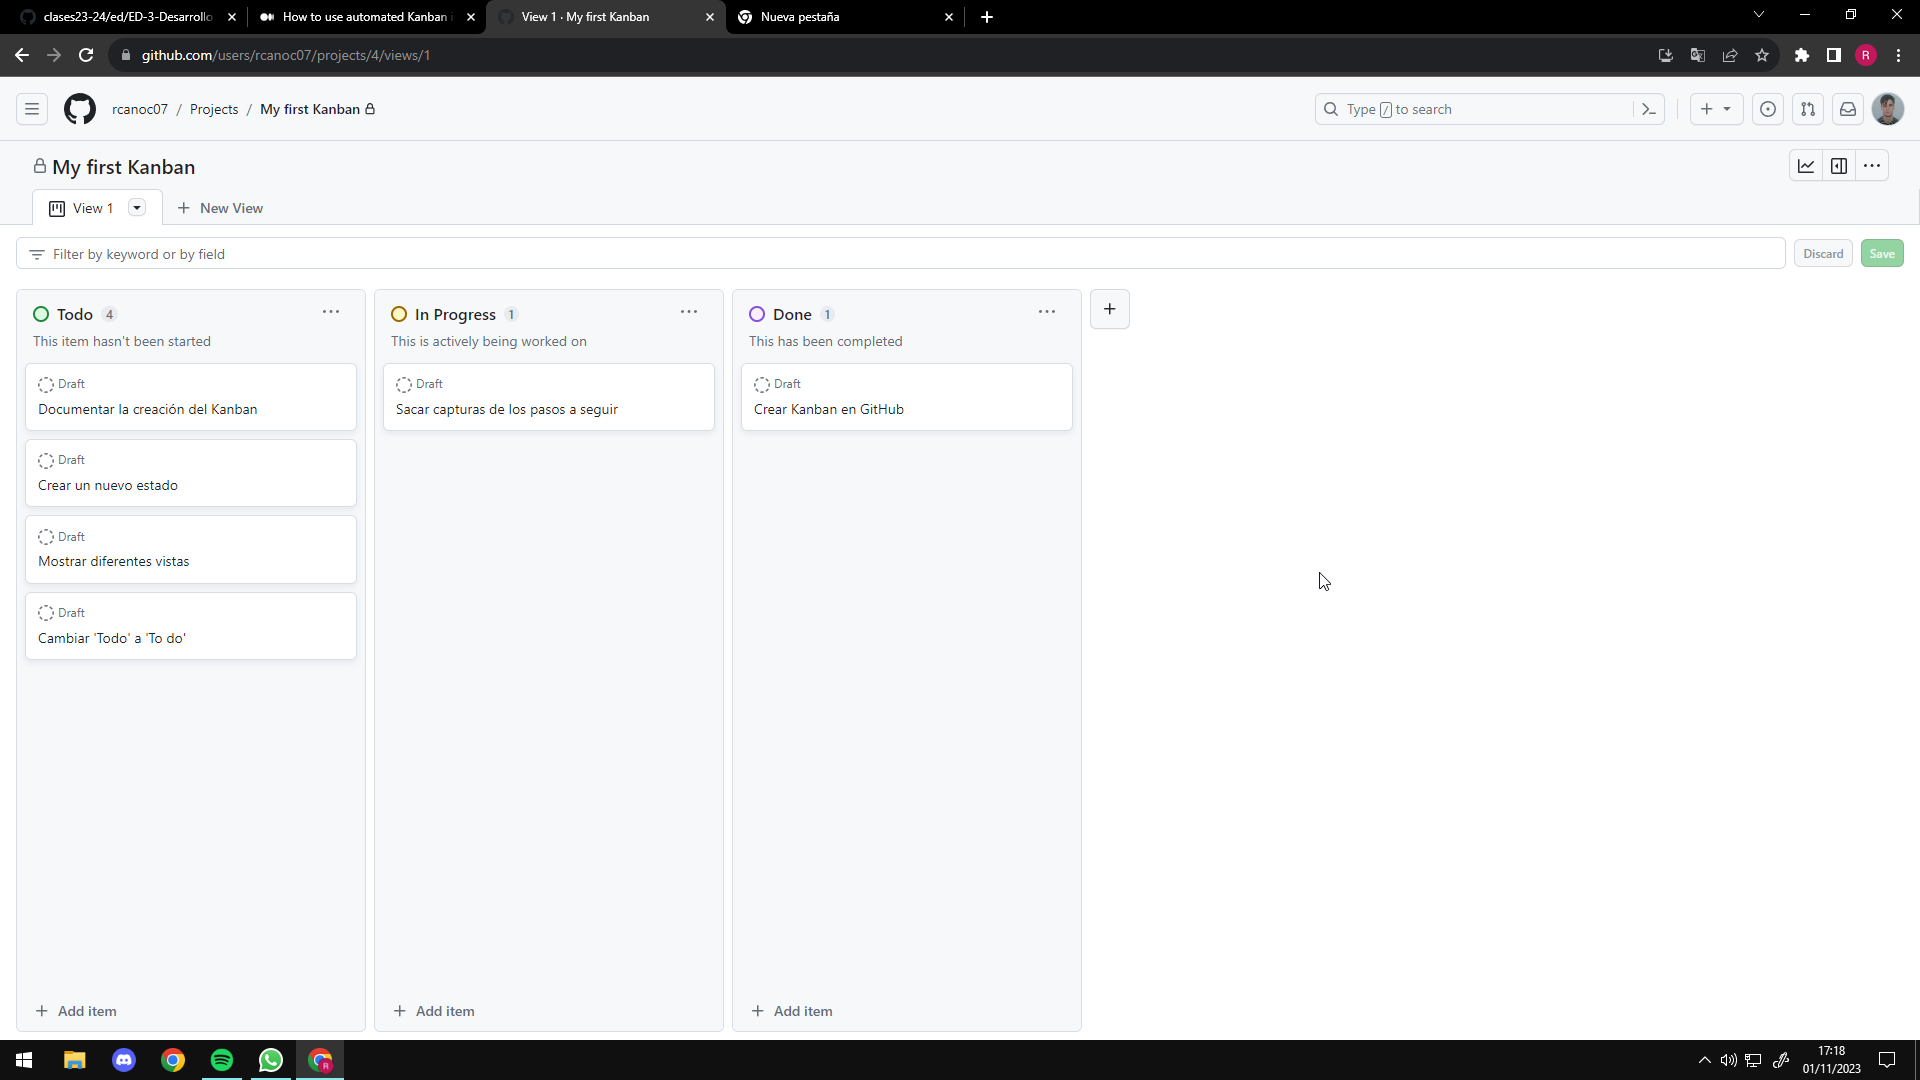 clases23-24/ed/ED-3-Desarrollo
How to use automated Kanban i
View 1 · My first Kanban
Nueva pestaña
github.com/users/rcanoc07/projects/4/views/1
R
rcanoc07 / Projects / My first Kanban
Type / to search
My first Kanban
View 1
New View
Filter by keyword or by field
Discard
Save
Todo 4
This item hasn't been started
Draft
Documentar la creación del Kanban
Draft
Crear un nuevo estado
Draft
Mostrar diferentes vistas
Draft
Cambiar 'Todo' a 'To do'
Add item
In Progress 1
This is actively being worked on
Draft
Sacar capturas de los pasos a seguir
Add item
Done 1
This has been completed
Draft
Crear Kanban en GitHub
Add item
R
17:18
01/11/2023